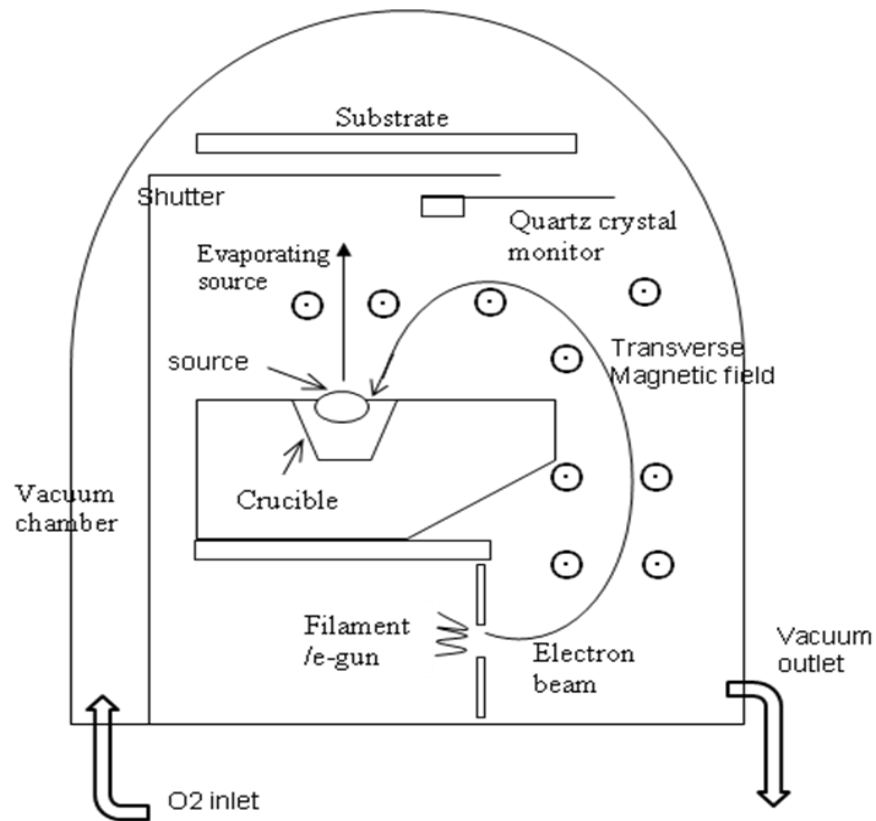 Substrate
Shutter
Quartz crystal
monitor
Evaporating
source
Transverse
Magnetic field
source
Crucible
Vacuum
chamber
Filament
/e-gun
Electron
beam
Vacuum
outlet
O2 inlet